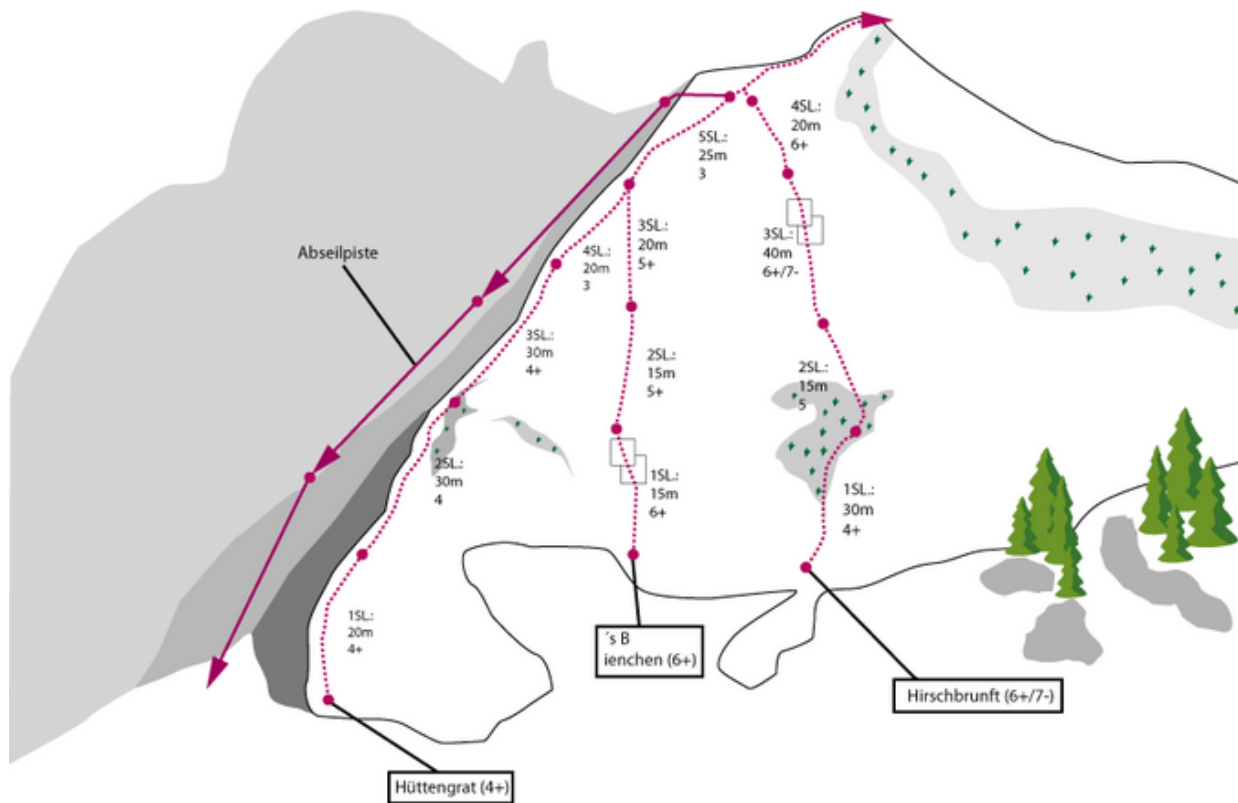 4SL.:
20m
6+
5SL.:
25m
3
3SL.:
40m
6+/7-
3SL.:
20m
5+
4SL.:
20m
3
Abseilpiste
3SL.:
30m
4+
2SL.:
15m
5+
2SL.:
15m
5
2SL.:
30m
4
1SL.:
15m
6+
1SL.:
30m
4+
1SL.:
20m
4+
´s B
ienchen (6+)
Hirschbrunft (6+/7-)
Hüttengrat (4+)